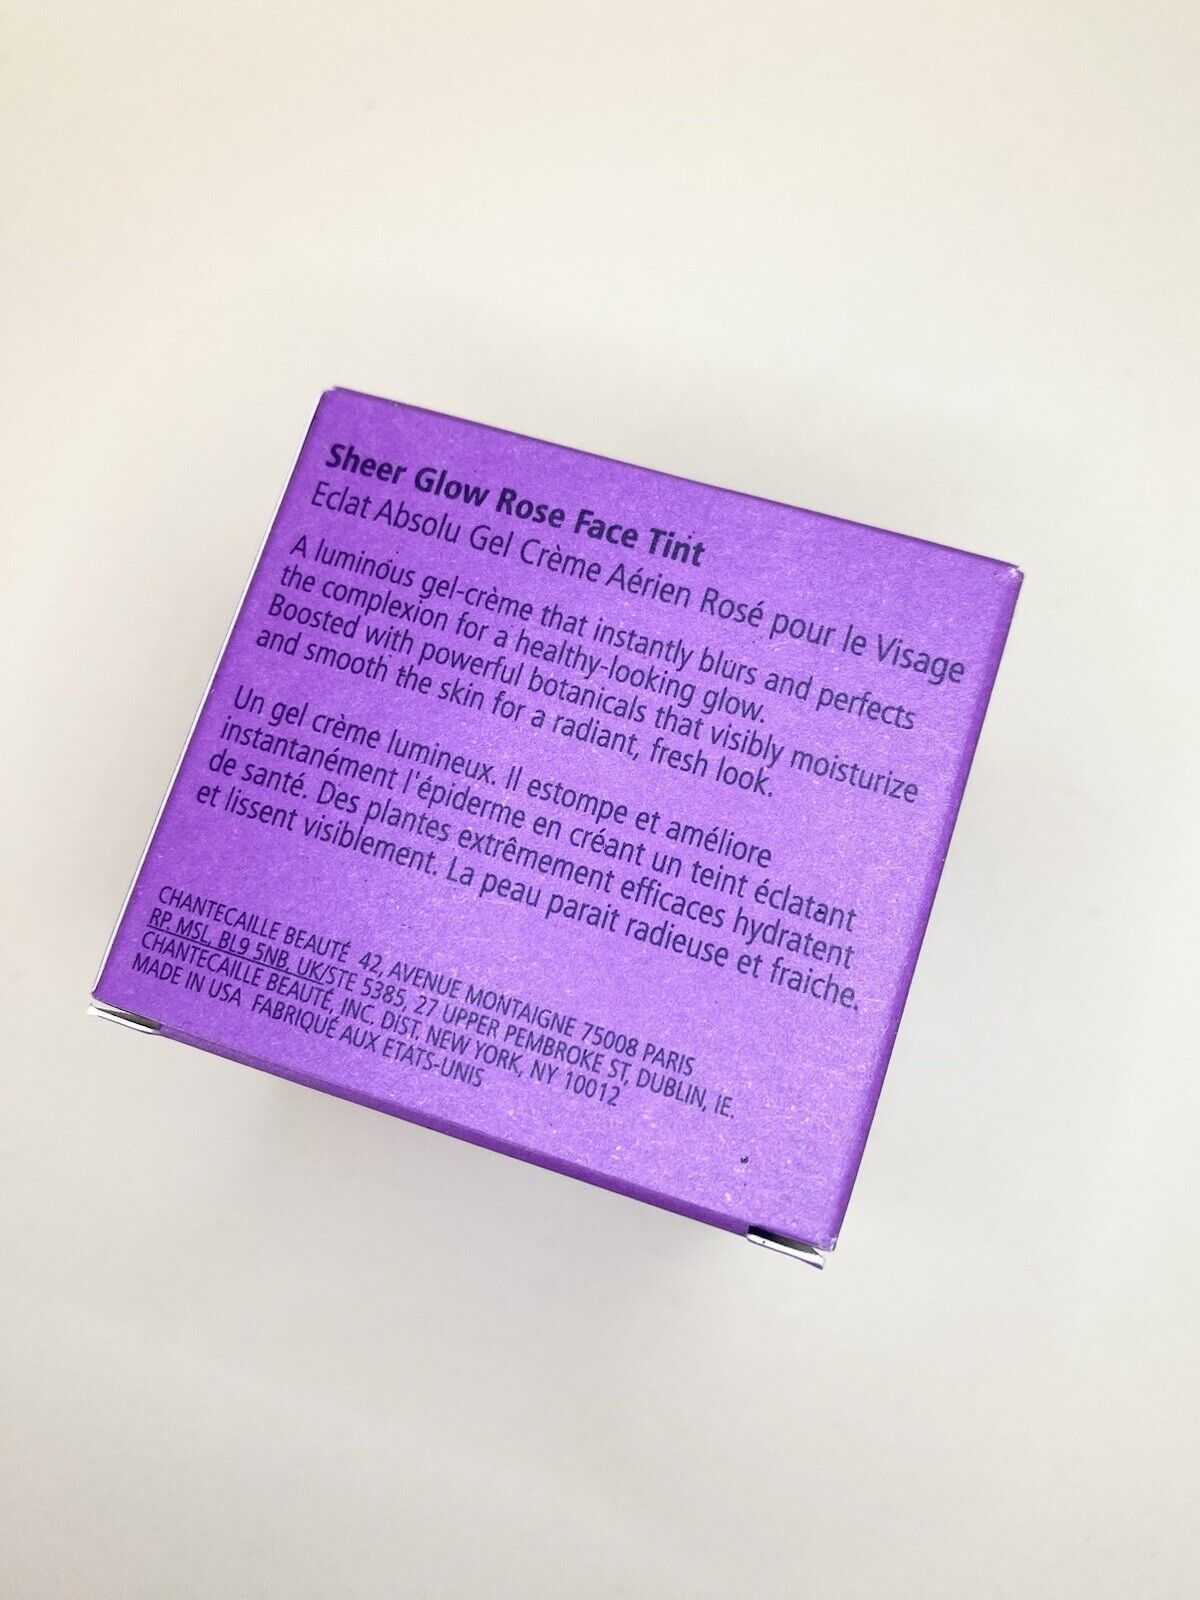 Sheer Glow Rose Face Tint
Eclat Absolu Gel Crème Aérien Rosé pour le Visage
A luminous gel-crème that instantly blurs and perfects
the complexion for a healthy-looking glow.
Boosted with powerful botanicals that visibly moisturize
and smooth the skin for a radiant, fresh look.
Un gel crème lumineux. Il estompe et améliore
instantanément l'épiderme en créant un teint éclatant
de santé. Des plantes extrêmement efficaces hydratent
et lissent visiblement. La peau parait radieuse et fraiche.
CHANTECAILLE BEAUTÉ 42, AVENUE MONTAIGNE 75008 PARIS
RP, MSL, BL9 5NB, UK/STE 5385, 27 UPPER PEMBROKE ST, DUBLIN, IE.
CHANTECAILLE BEAUTÉ, INC. DIST. NEW YORK, NY 10012
MADE IN USA FABRIQUÉ AUX ETATS-UNIS